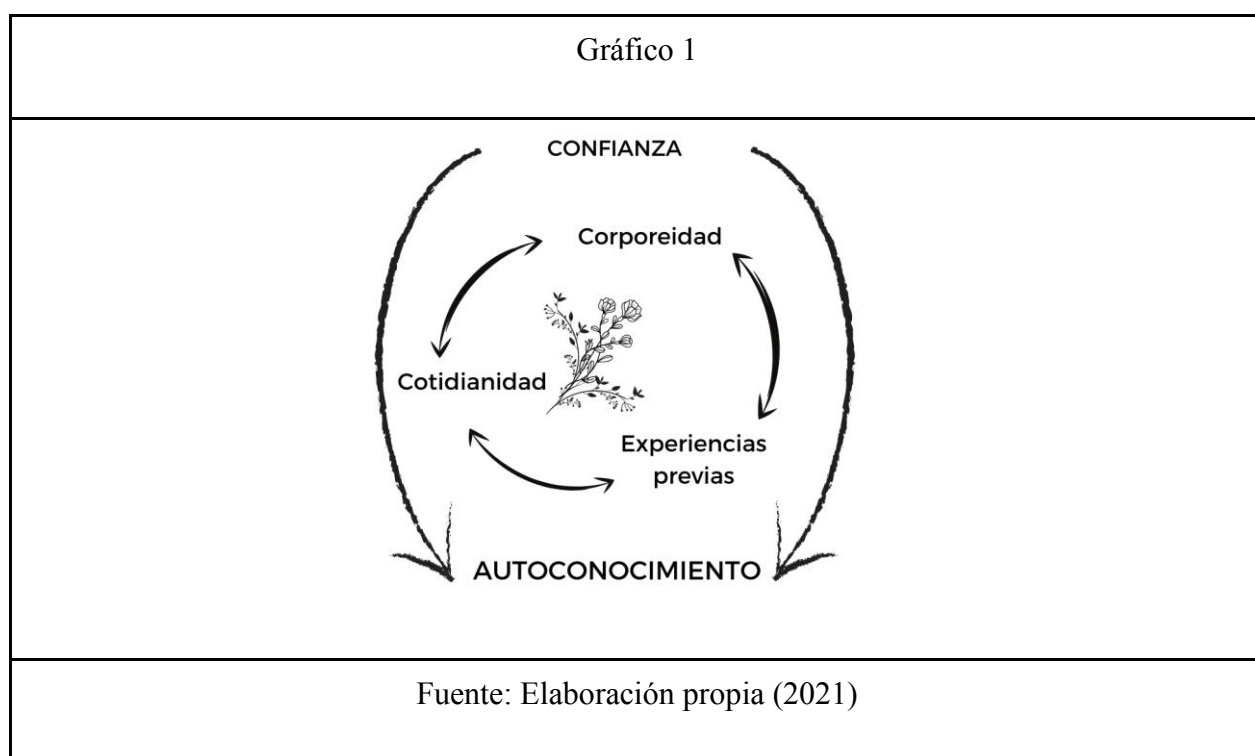 Gráfico 1
CONFIANZA
Corporeidad
Cotidianidad
Experiencias
previas
AUTOCONOCIMIENTO
Fuente: Elaboración propia (2021)